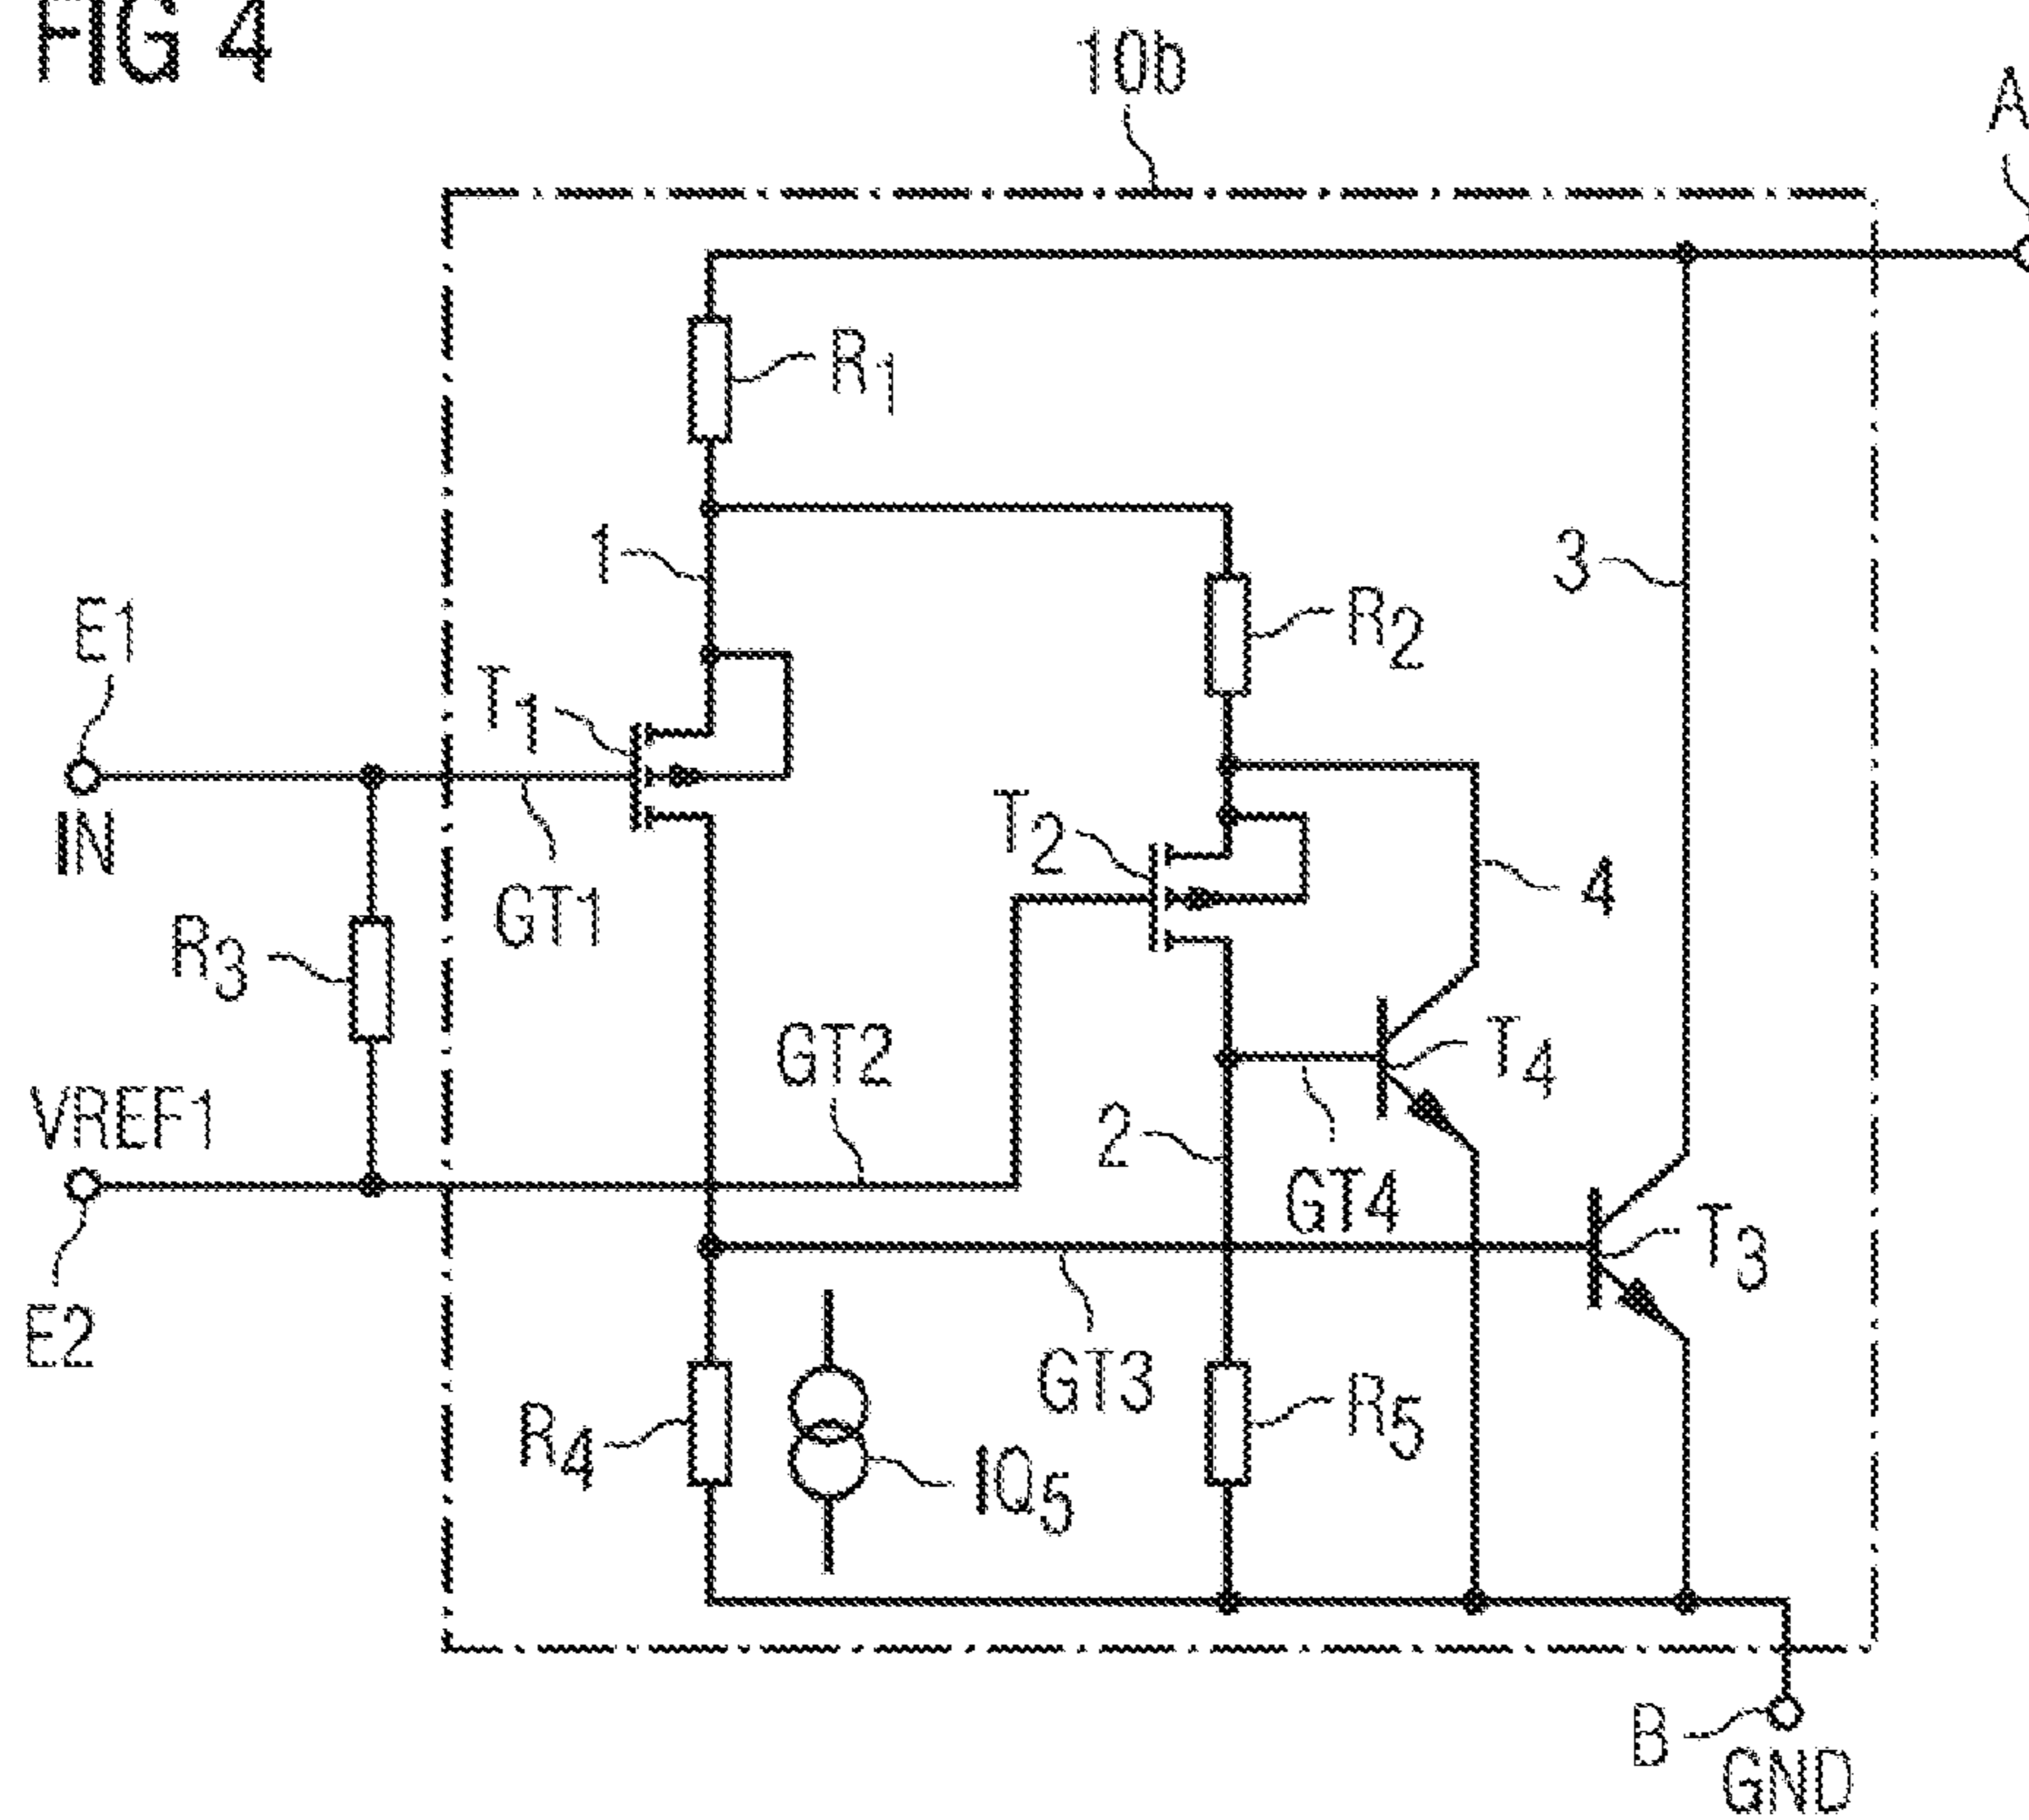 FIG 4
10b
A
R1
1
3
E1
R2
T1
IN
T2
4
GT1
R3
GT2
T4
VREF1
2
GT4
T3
E2
GT3
R4
R5
IQ5
B
GND